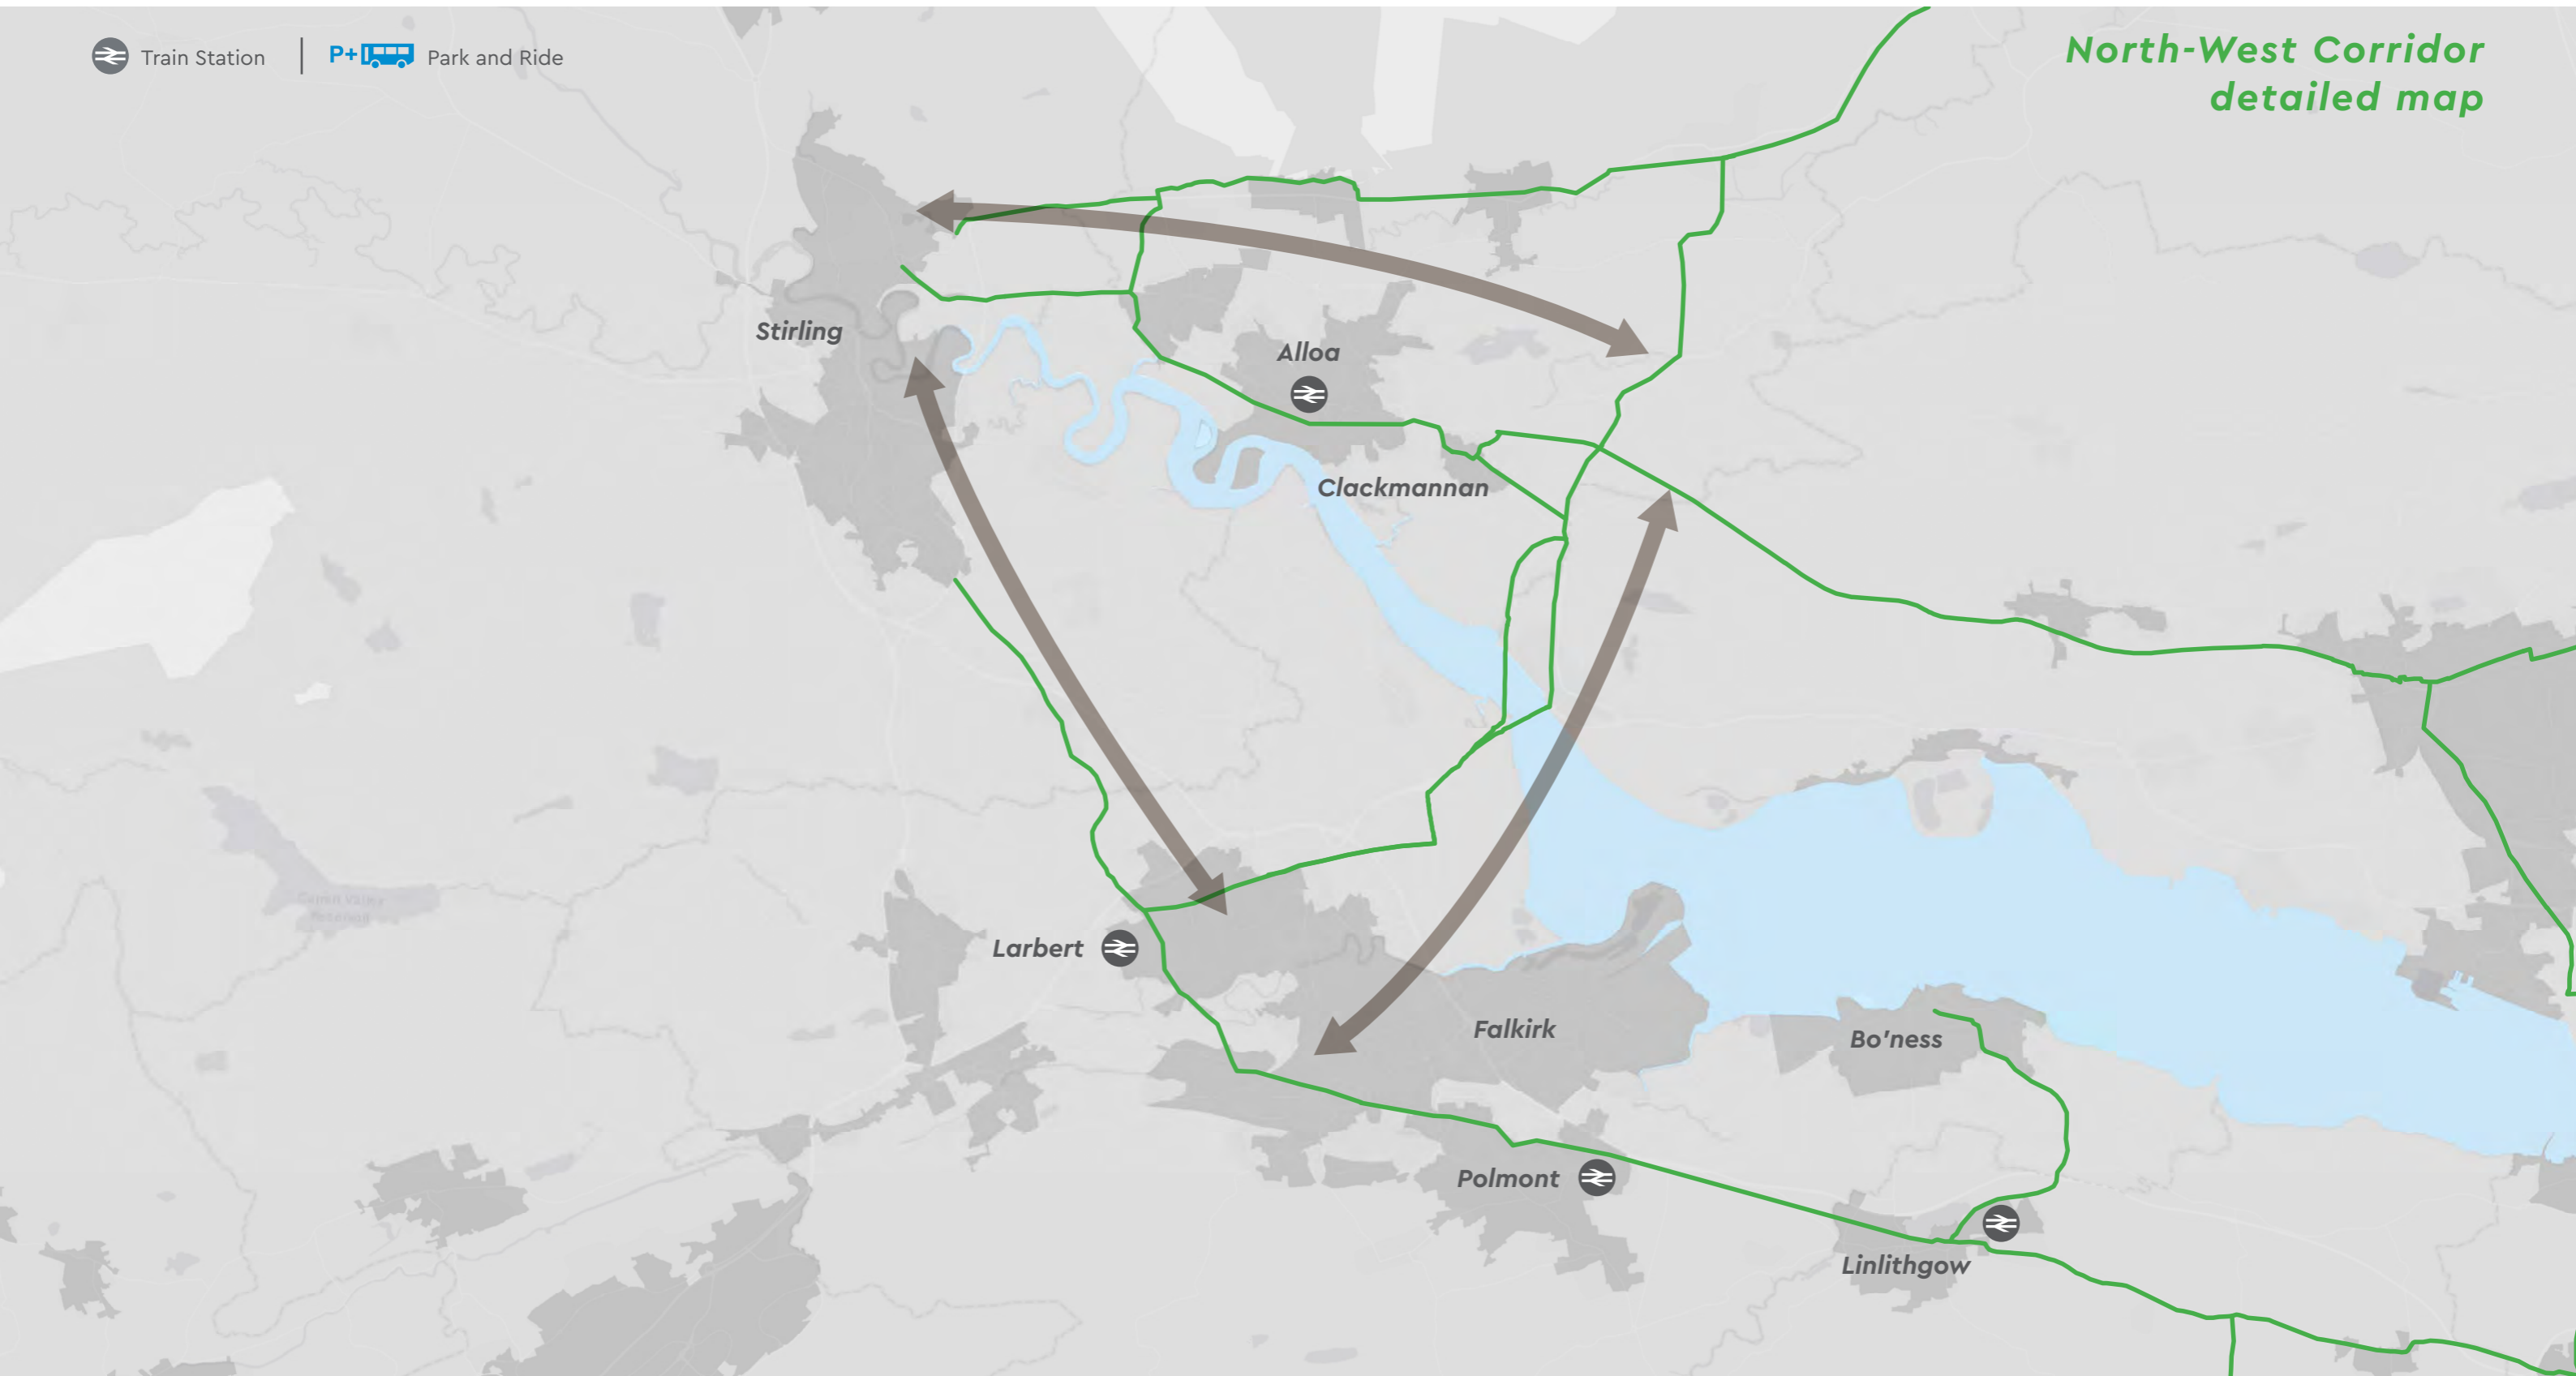 Train Station
P+ Park and Ride
North-West Corridor
detailed map
Stirling
Alloa
Clackmannan
Larbert
Falkirk
Bo'ness
Polmont
Linlithgow